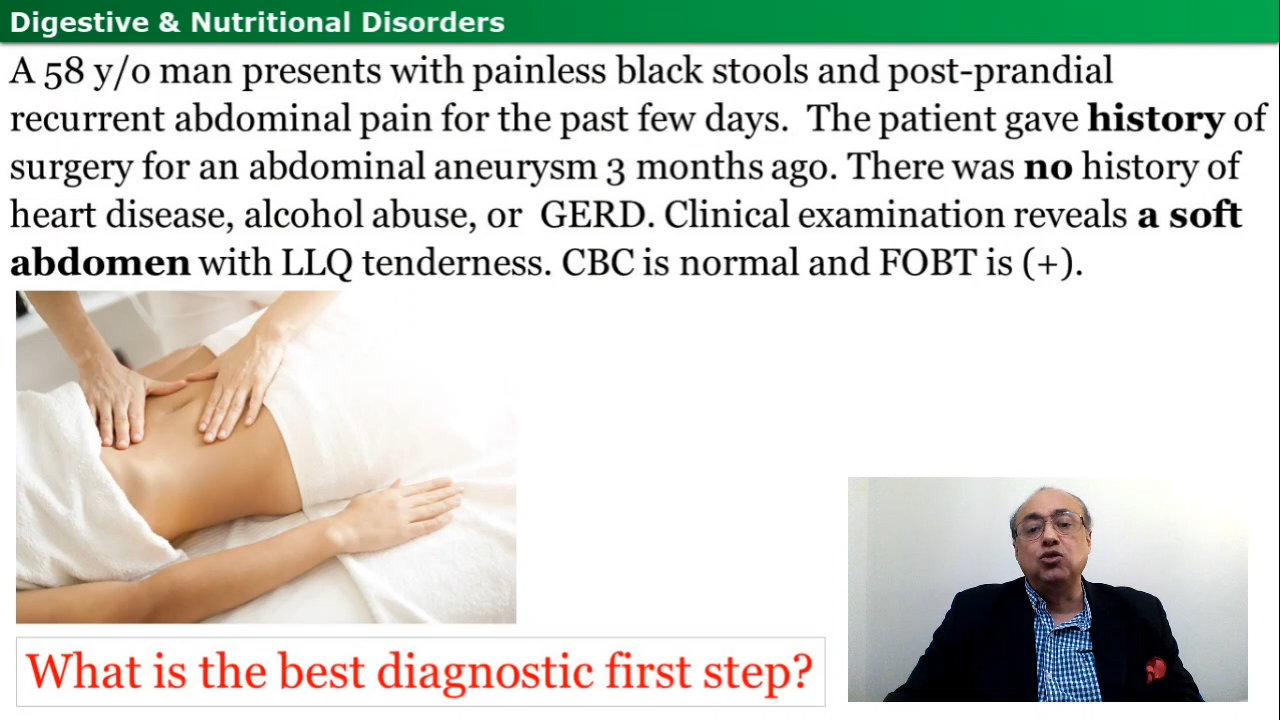 Digestive & Nutritional Disorders
A 58 y/o man presents with painless black stools and post-prandial
recurrent abdominal pain for the past few days. The patient gave history of
surgery for an abdominal aneurysm 3 months ago. There was no history of
heart disease, alcohol abuse, or GERD. Clinical examination reveals a soft
abdomen with LLQ tenderness. CBC is normal and FOBT is (+).
What is the best diagnostic first step?